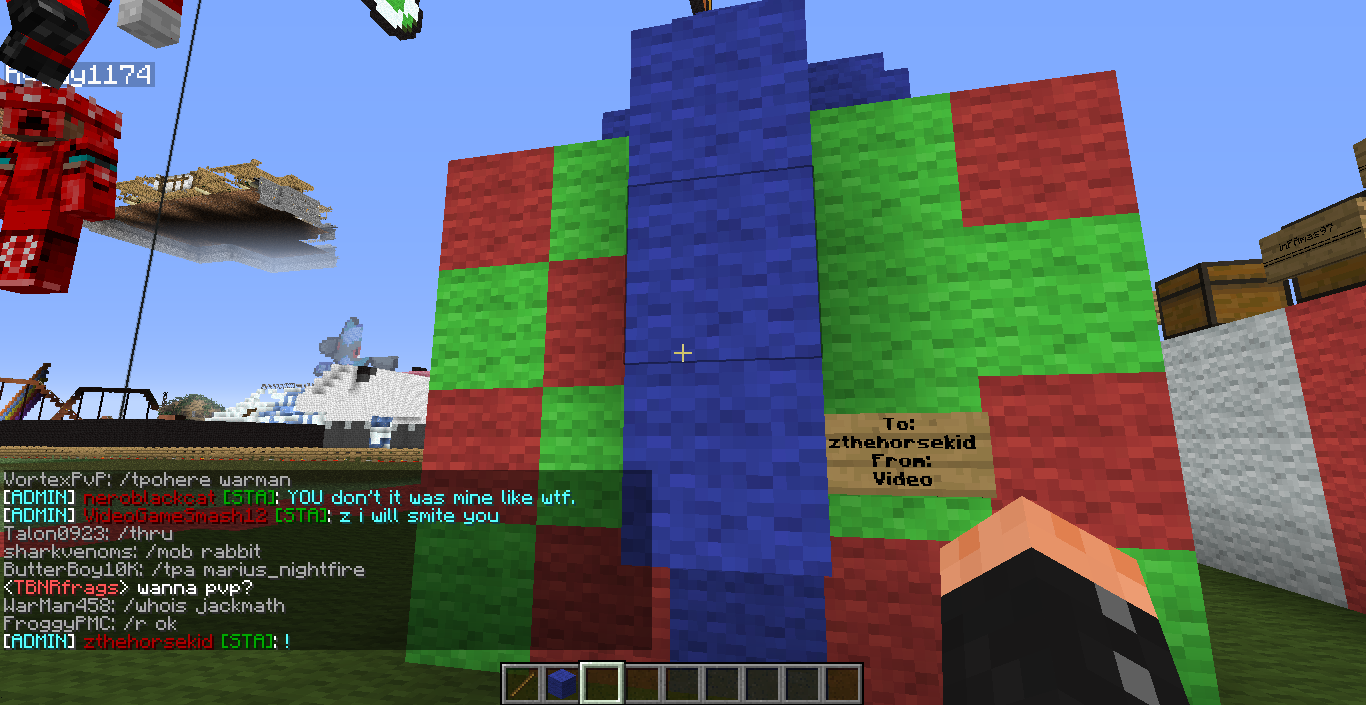 1174
To:
zthehorsekid
From:
Video
VortexPvP: /tpohere warman
[ADMIN] neroblackcat [STA]: YOU don't it was mine like wtf.
[ADMIN] VideoGameSmash12 [STA]: z i will smite you
Talon0923: /thru
sharkvenoms: /mob rabbit
ButterBoy10K: /tpa marius_nightfire
<TBNRfrags> wanna pvp?
WarMan458: /whois jackmath
FroggyPMC: /r ok
[ADMIN] zthehorsekid [STA]: !